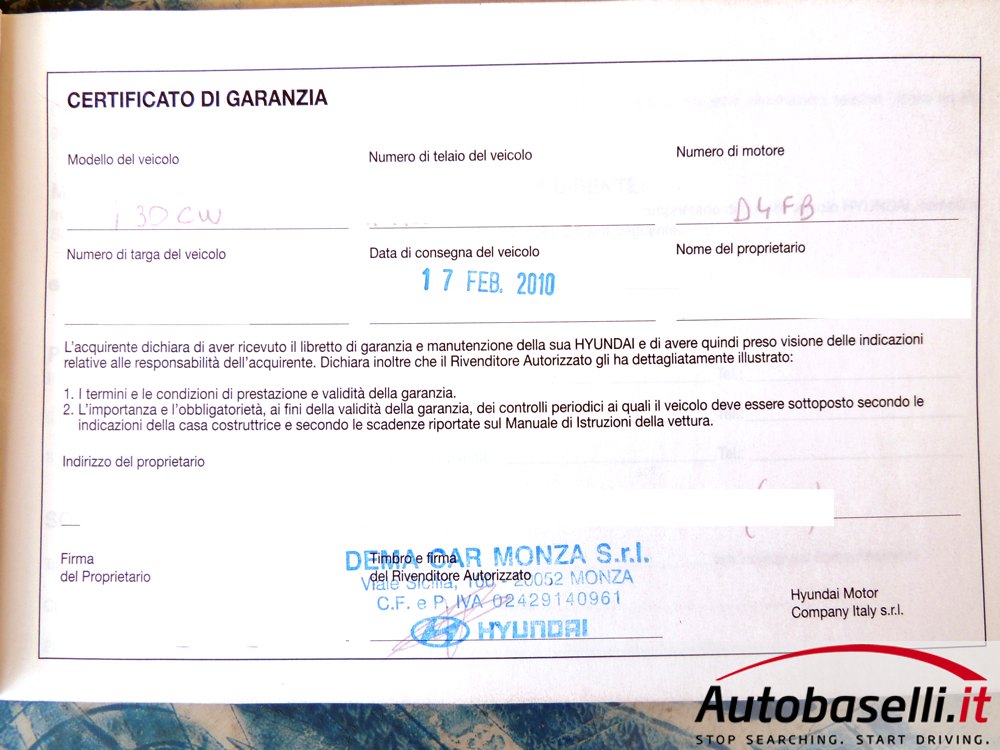 CERTIFICATO DI GARANZIA
Modello del veicolo
Numero di telaio del veicolo
Numero di motore
i 30 CW
D4FB
Numero di targa del veicolo
Data di consegna del veicolo
Nome del proprietario
17 FEB. 2010
L'acquirente dichiara di aver ricevuto il libretto di garanzia e manutenzione della sua HYUNDAI e di avere quindi preso visione delle indicazioni
relative alle responsabilità dell'acquirente. Dichiara inoltre che il Rivenditore Autorizzato gli ha dettagliatamente illustrato:
1. I termini e le condizioni di prestazione e validità della garanzia.
2. L'importanza e l'obbligatorietà, ai fini della validità della garanzia, dei controlli periodici ai quali il veicolo deve essere sottoposto secondo le
indicazioni della casa costruttrice e secondo le scadenze riportate sul Manuale di Istruzioni della vettura.
Indirizzo del proprietario
Firma
del Proprietario
Timbro e firma
del Rivenditore Autorizzato
DEMA CAR MONZA S.r.l.
Viale Sicilia, 100 - 20052 MONZA
C.F. e P. IVA 02429140961
HYUNDAI
Hyundai Motor
Company Italy s.r.l.
Autobaselli.it
STOP SEARCHING. START DRIVING.